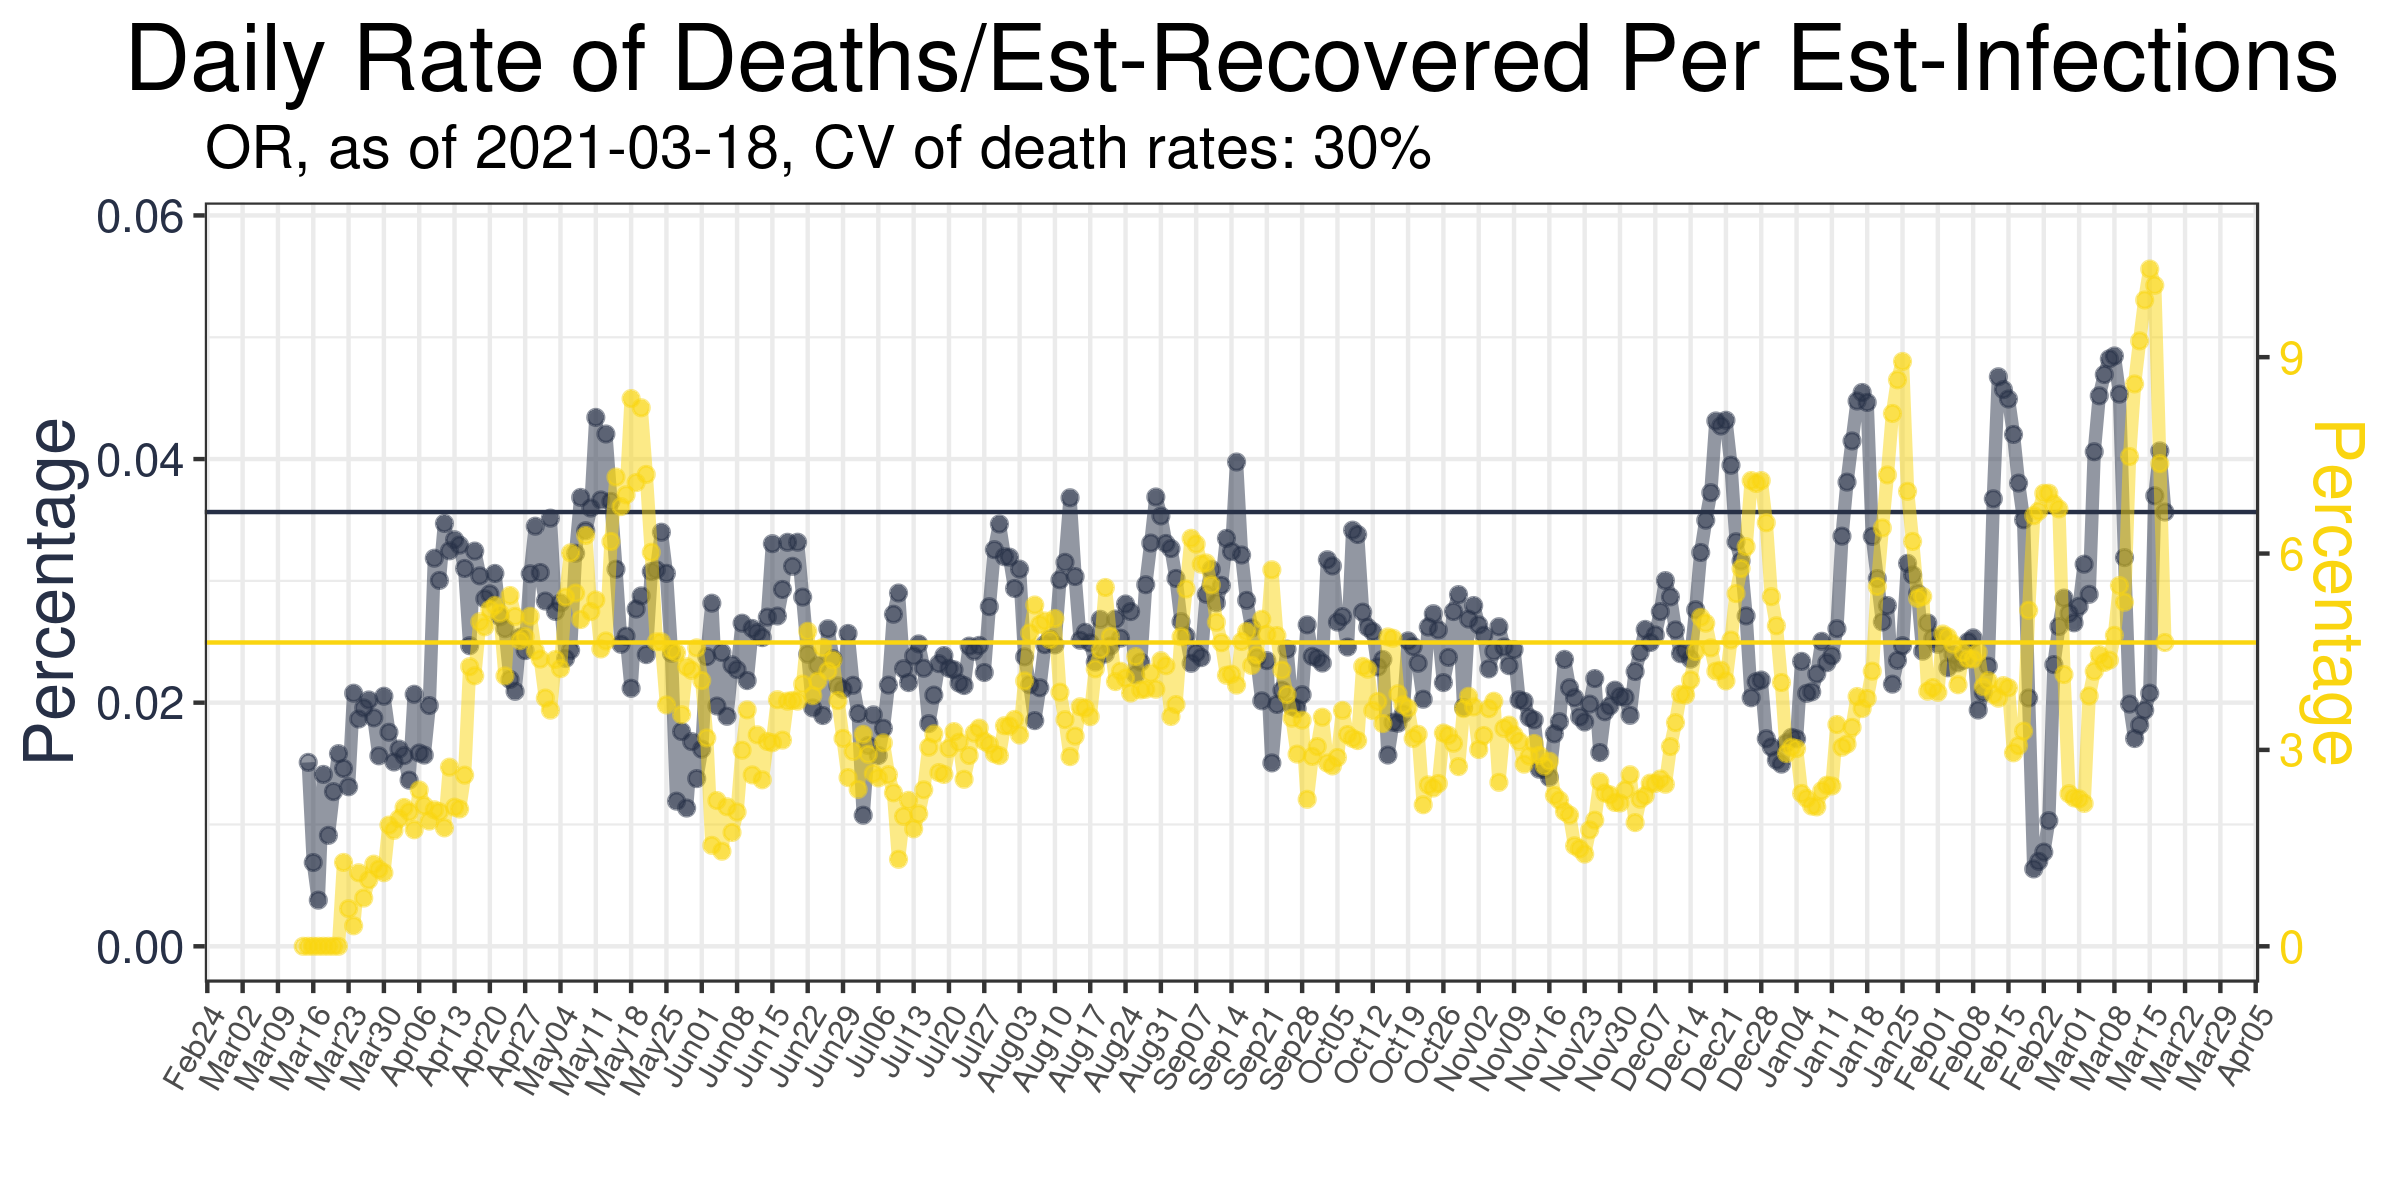 Daily Rate of Deaths/Est-Recovered Per Est-Infections
OR, as of 2021-03-18, CV of death rates: 30%
Percentage
0.06
0.04
0.02
0.00
9
6
3
0
Percentage
Feb24
Mar02
Mar09
Mar16
Mar23
Mar30
Apr06
Apr13
Apr20
Apr27
May04
May11
May18
May25
Jun01
Jun08
Jun15
Jun22
Jun29
Jul06
Jul13
Jul20
Jul27
Aug03
Aug10
Aug17
Aug24
Aug31
Sep07
Sep14
Sep21
Sep28
Oct05
Oct12
Oct19
Oct26
Nov02
Nov09
Nov16
Nov23
Nov30
Dec07
Dec14
Dec21
Dec28
Jan04
Jan11
Jan18
Jan25
Feb01
Feb08
Feb15
Feb22
Mar01
Mar08
Mar15
Mar22
Mar29
Apr05